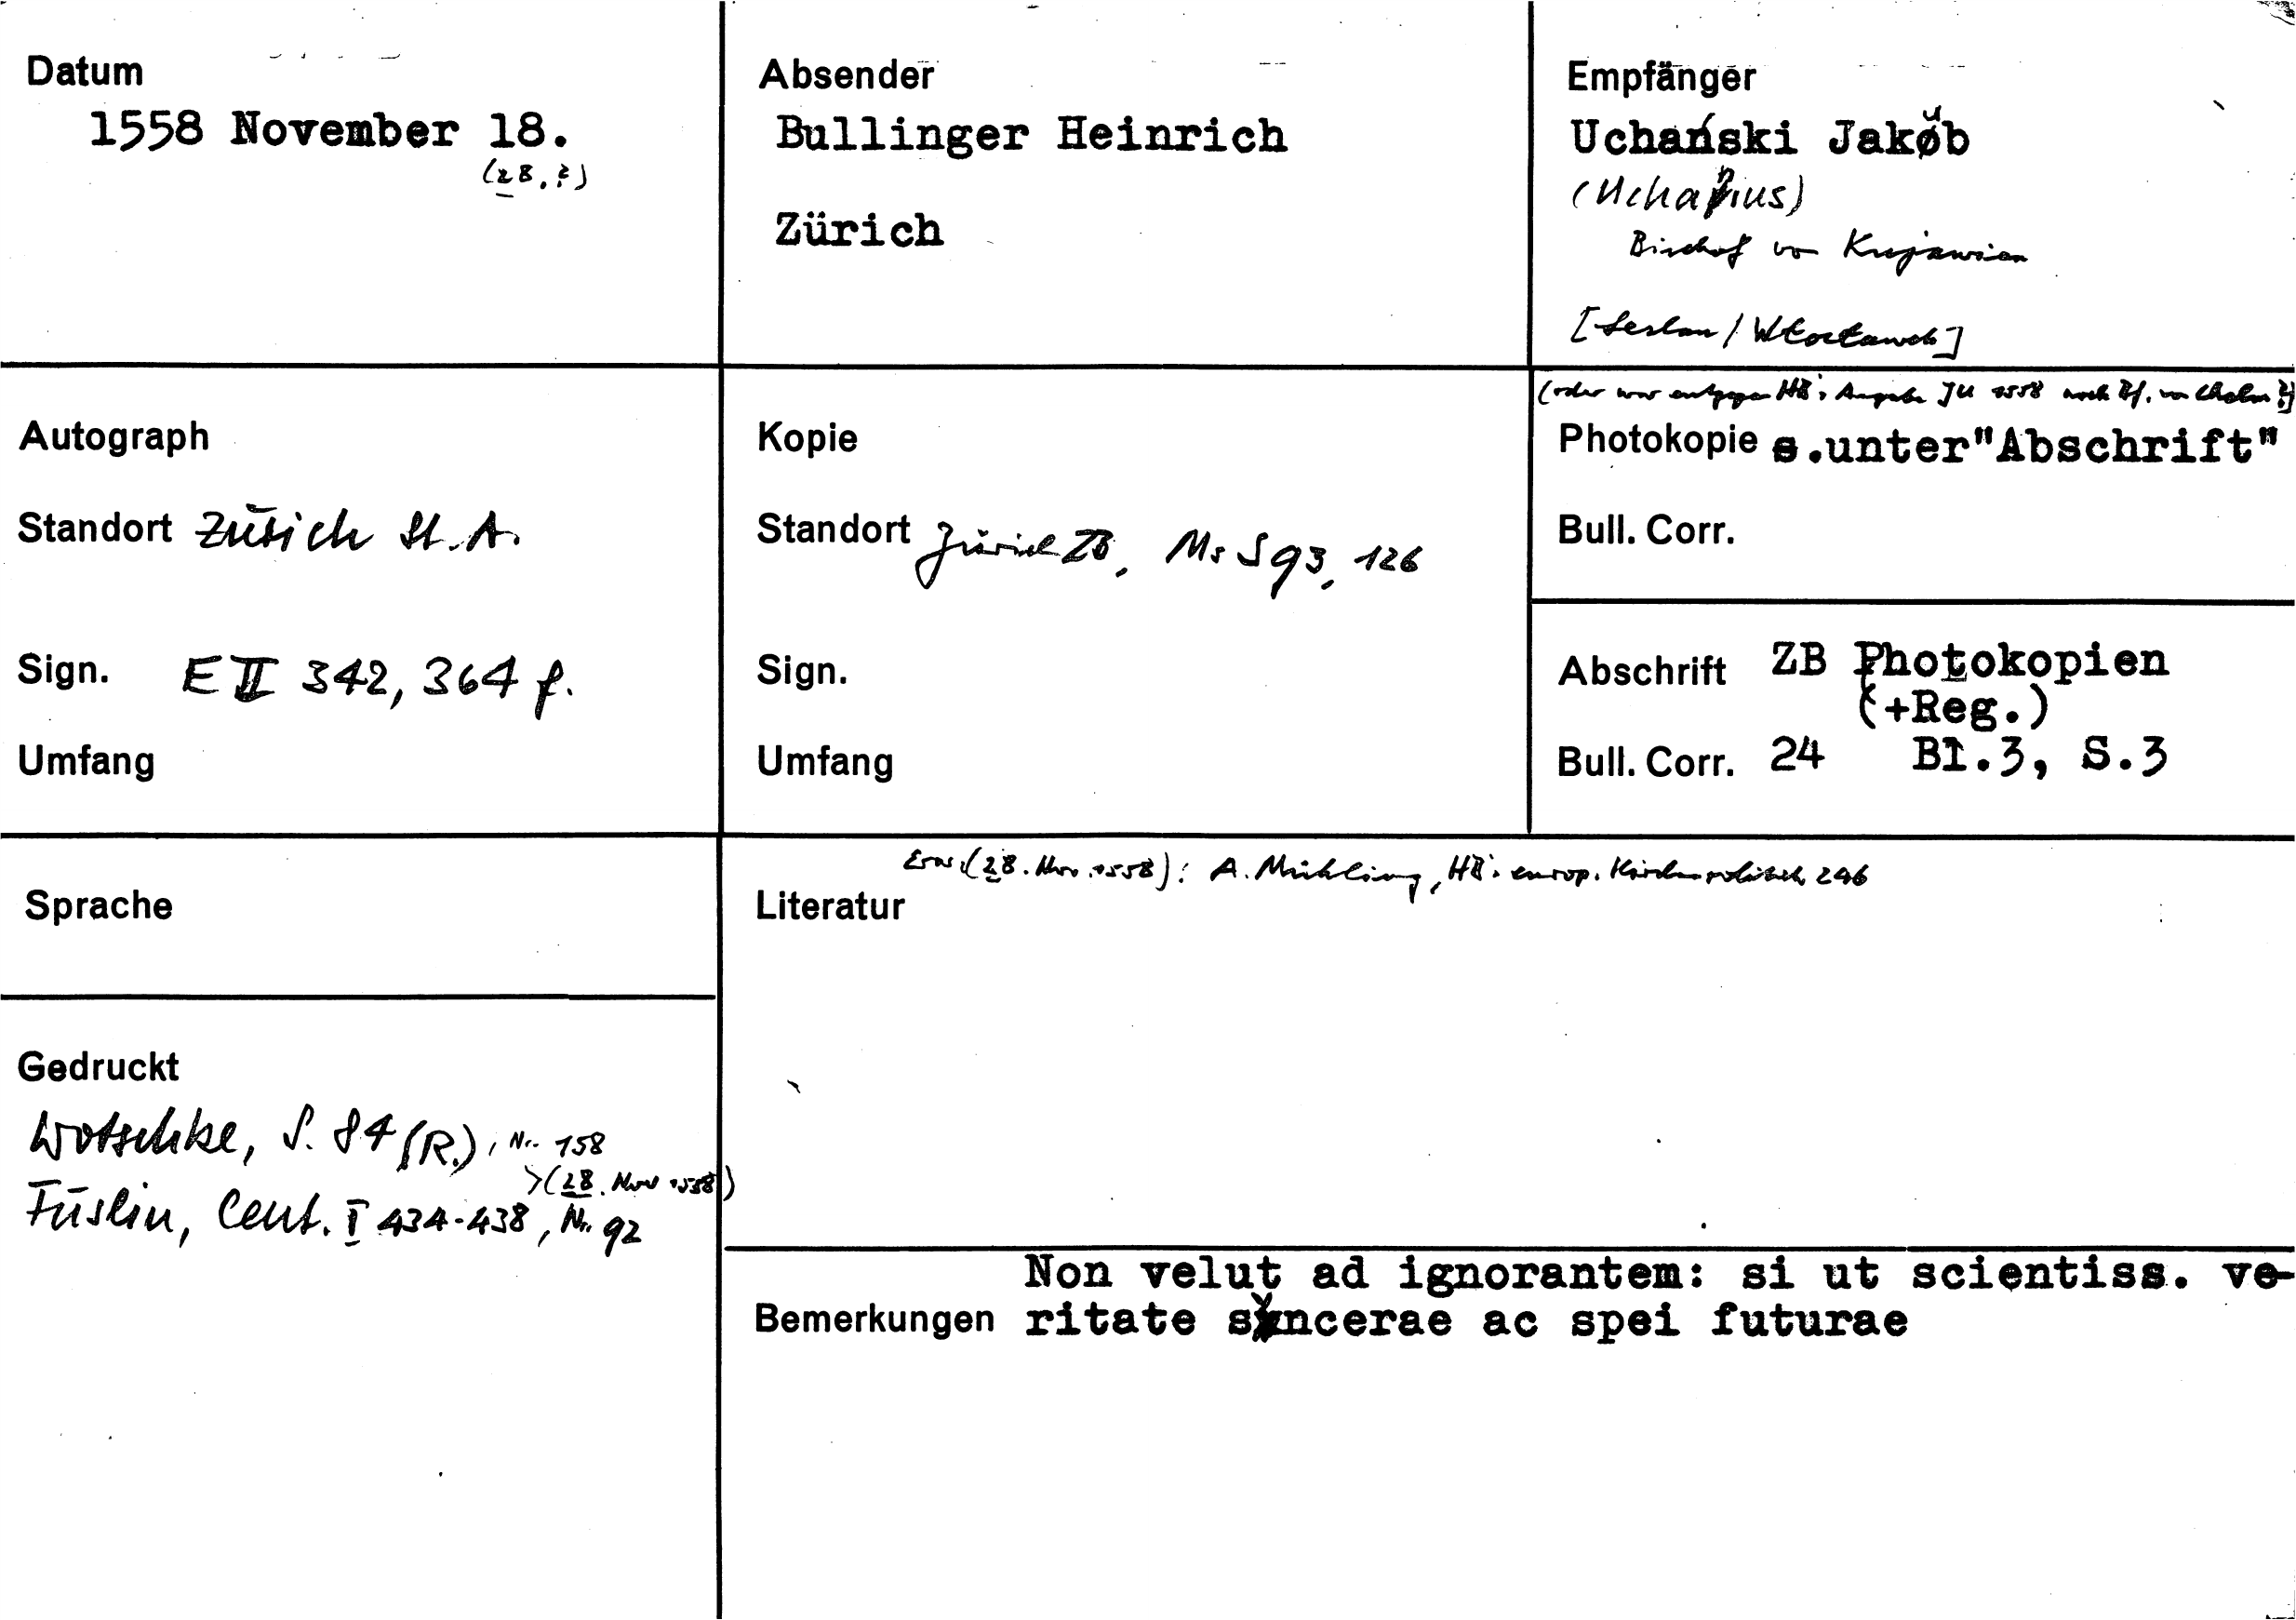 Datum
1558 November 18.
(28.?)
Absender
Bullinger Heinrich
Zürich
Empfänger
Uchański Jakub
(Uchanius)
Bischof von Kujawien
[Leslau / Włocławek]
(oder war entgegen HB's Angabe JU 1558 noch Bf. von Chelm?)
Autograph
Standort Zürich St.A.
Sign. E II 342, 364 f.
Umfang
Kopie
Standort Zürich ZB, Ms S 93, 126
Sign.
Umfang
Photokopie s.unter"Abschrift"
Bull. Corr.
Abschrift ZB Photokopien
(+Reg.)
Bull. Corr. 24 Bl.3, S.3
Sprache
Gedruckt
Wotschke, S. 84 (R.), Nr. 158
>(28. Nov 1558)
Füslin, Cent. I 434-438, Nr. 92
Erw. (28. Nov. 1558): A. Mühling, HB's europ. Kirchenpolitik, 246
Literatur
Non velut ad ignorantem: si ut scientiss. ve-
Bemerkungen ritate syncerae ac spei futurae